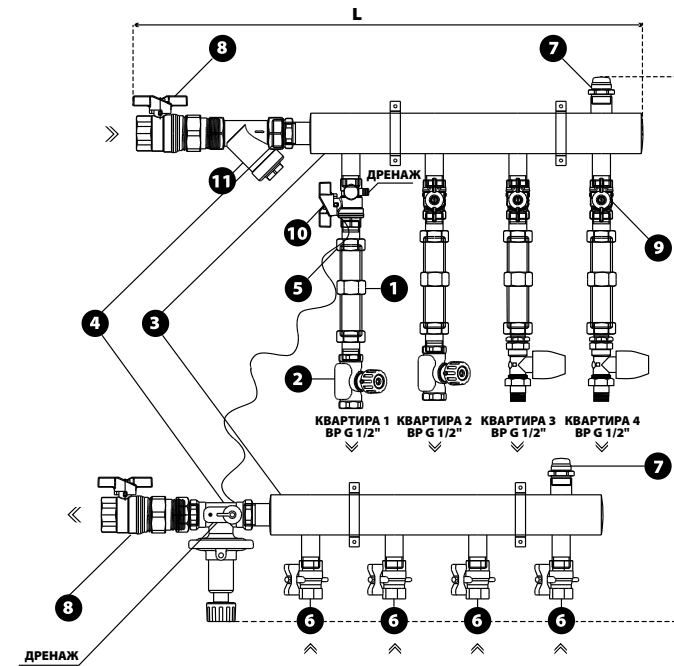 L
8
7
11
ДРЕНАЖ
10
9
5
1
4
3
2
КВАРТИРА 1
ВР G 1/2"
КВАРТИРА 2
ВР G 1/2"
КВАРТИРА 3
ВР G 1/2"
КВАРТИРА 4
ВР G 1/2"
7
8
6
6
6
6
ДРЕНАЖ